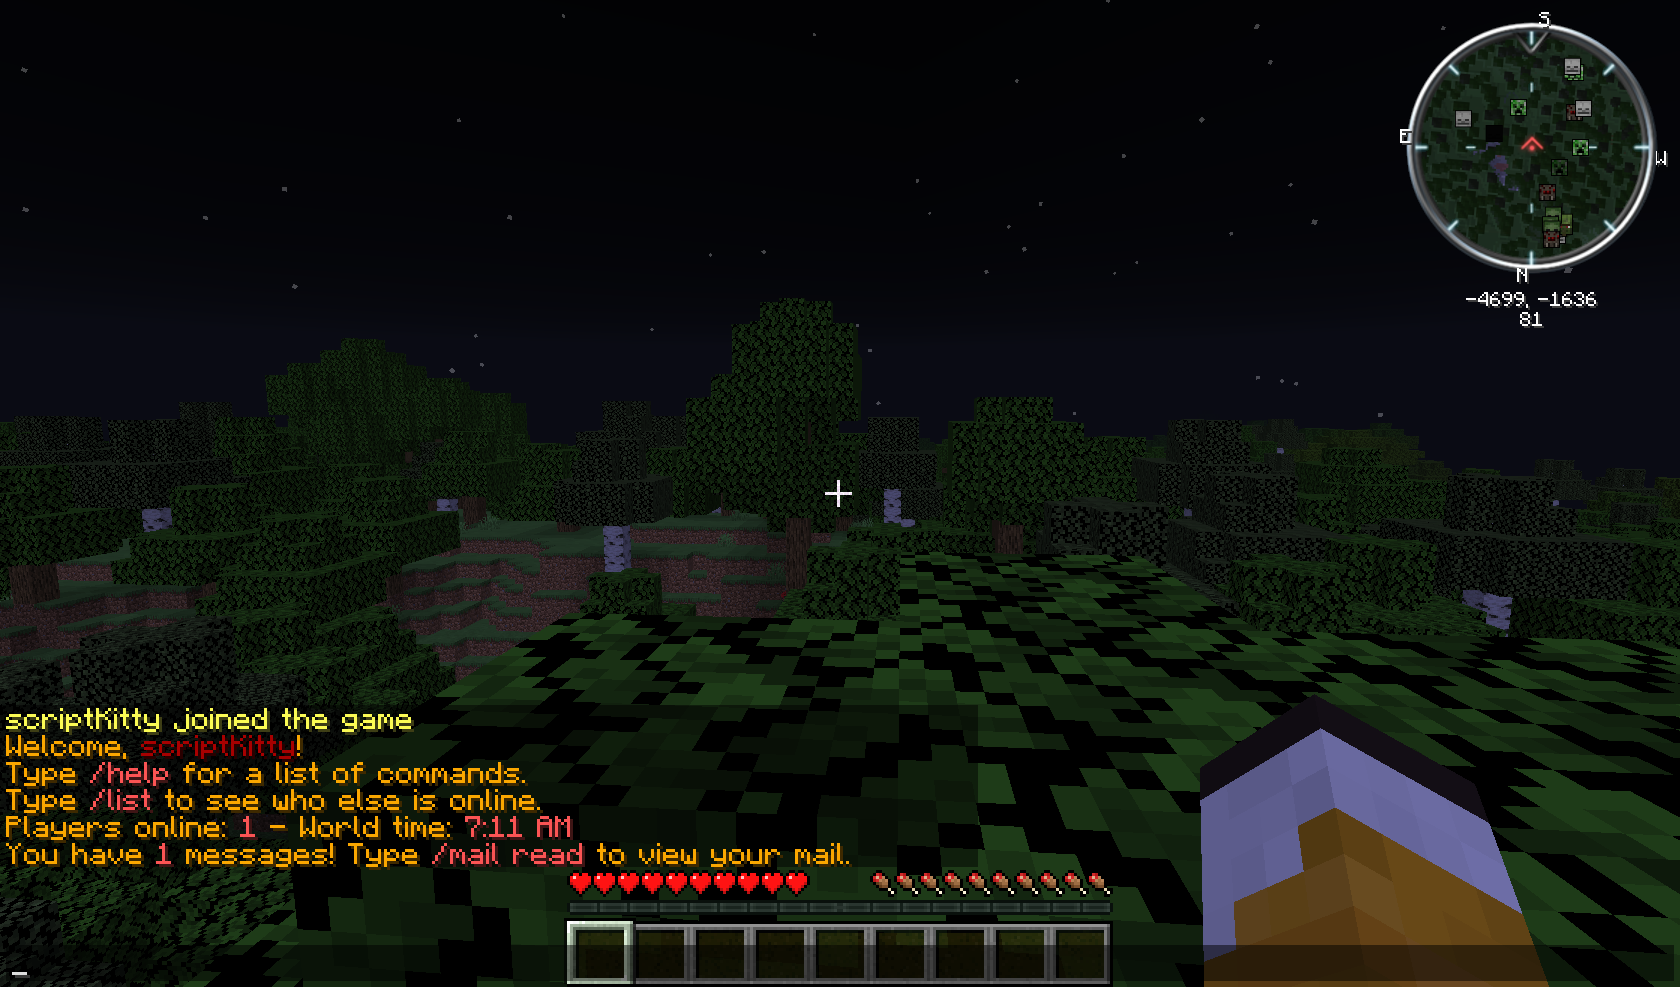 S
E
W
N
-4699, -1636
81
scriptKitty joined the game
Welcome, scriptKitty!
Type /help for a list of commands.
Type /list to see who else is online.
Players online: 1 - World time: 7:11 AM
You have 1 messages! Type /mail read to view your mail.
_